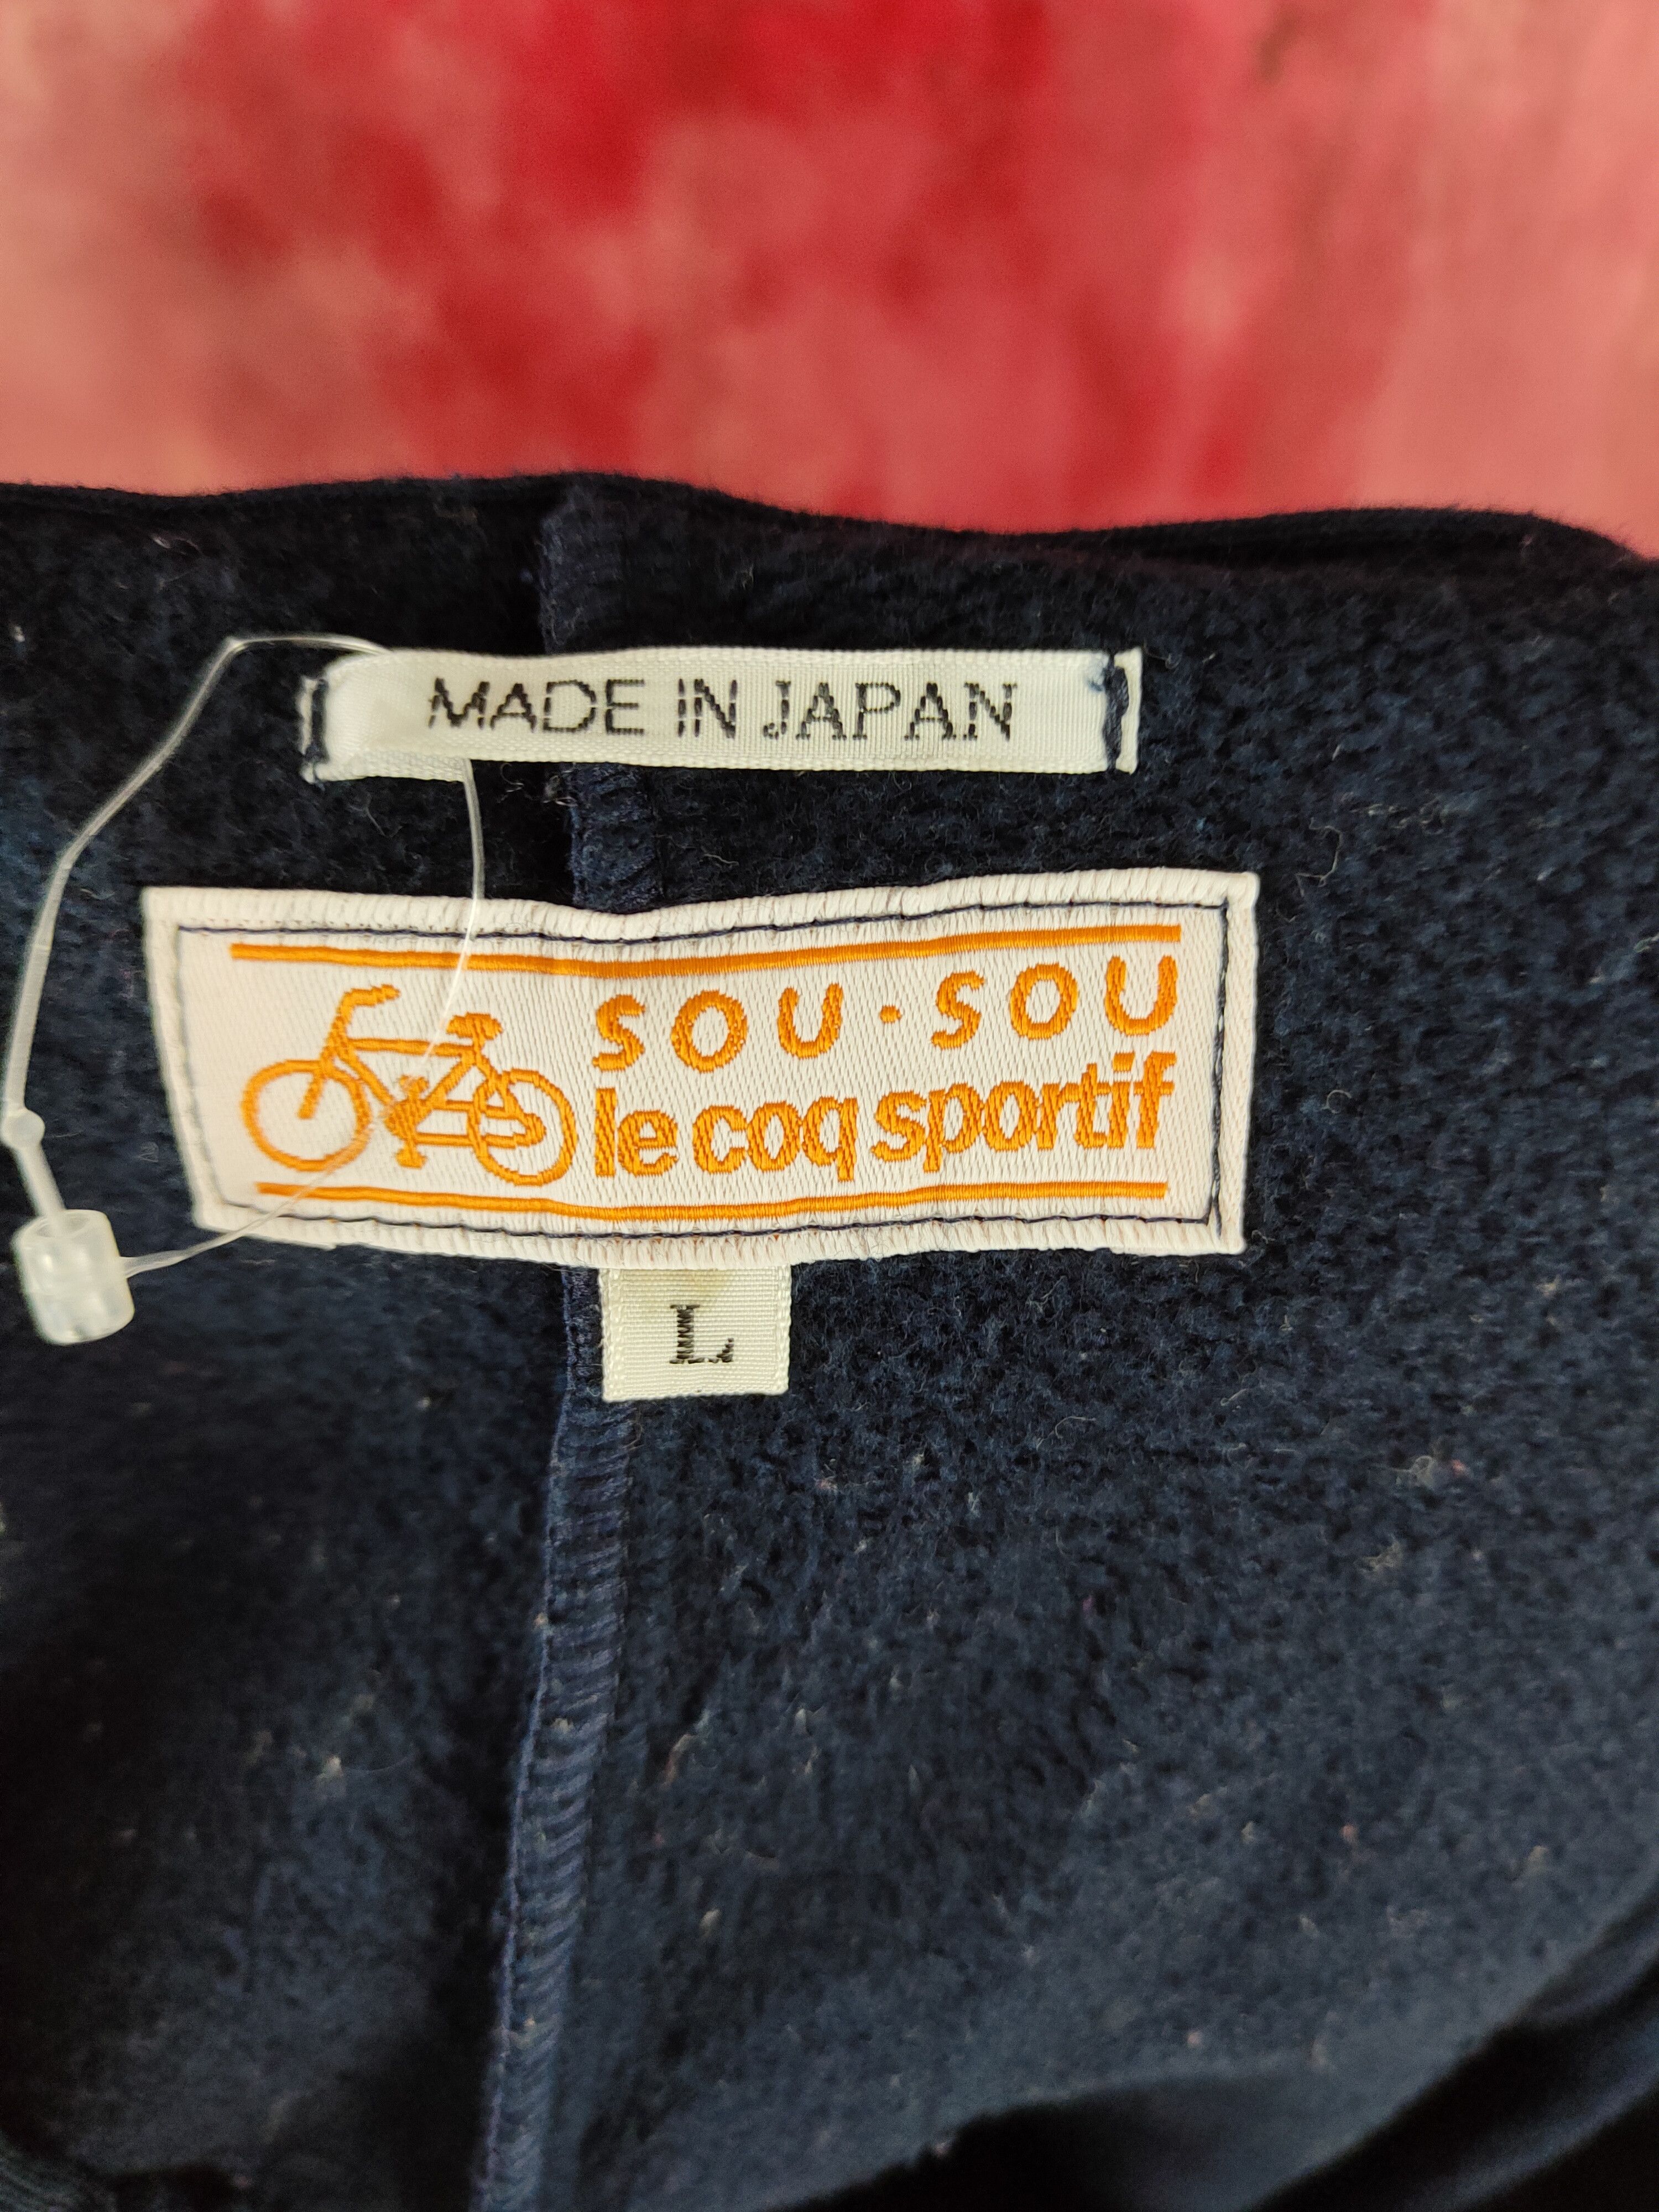 MADE IN JAPAN
SOU·SOU
le coq sportif
L